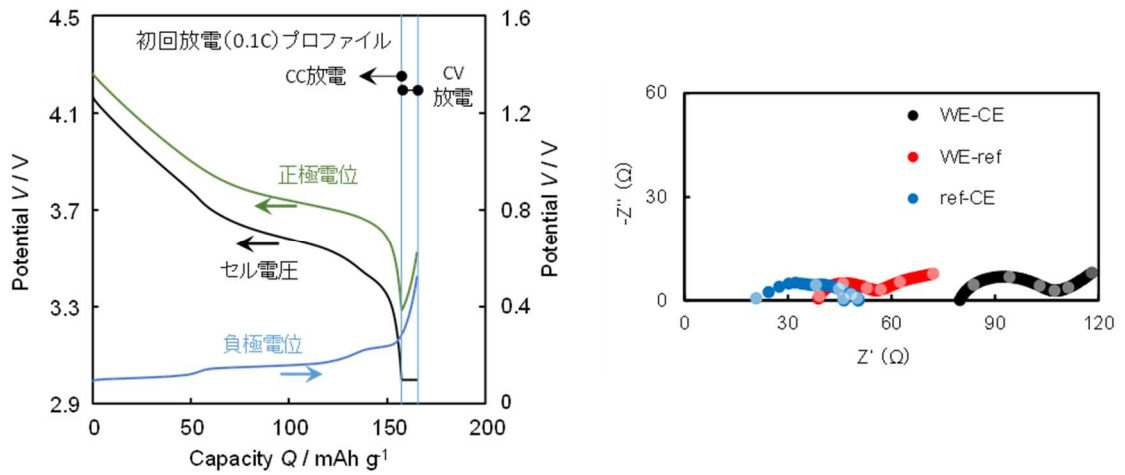 4.5
4.1
3.7
3.3
2.9
Potential V / V
0
50
100
150
200
Capacity Q / mAh g-1
1.6
1.2
0.8
0.4
0
Potential V / V
初回放電(0.1C)プロファイル
CC放電
CV
放電
正極電位
セル電圧
負極電位
60
30
0
-Z'' (Ω)
0
30
60
90
120
Z' (Ω)
WE-CE
WE-ref
ref-CE